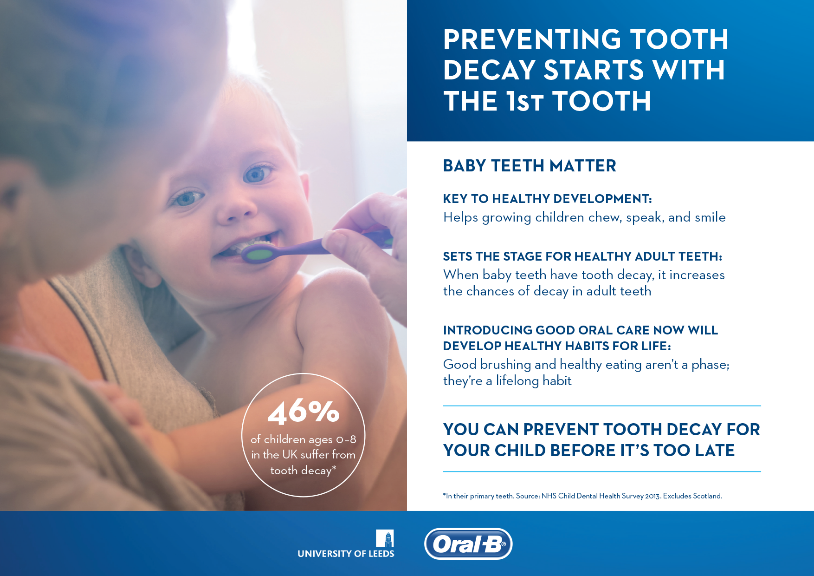 PREVENTING TOOTH
DECAY STARTS WITH
THE 1ST TOOTH
BABY TEETH MATTER
KEY TO HEALTHY DEVELOPMENT:
Helps growing children chew, speak, and smile
SETS THE STAGE FOR HEALTHY ADULT TEETH:
When baby teeth have tooth decay, it increases
the chances of decay in adult teeth
INTRODUCING GOOD ORAL CARE NOW WILL
DEVELOP HEALTHY HABITS FOR LIFE:
Good brushing and healthy eating aren't a phase;
they're a lifelong habit
46%
of children ages 0–8
in the UK suffer from
tooth decay*
YOU CAN PREVENT TOOTH DECAY FOR
YOUR CHILD BEFORE IT'S TOO LATE
*In their primary teeth. Source: NHS Child Dental Health Survey 2013. Excludes Scotland.
UNIVERSITY OF LEEDS
Oral-B®